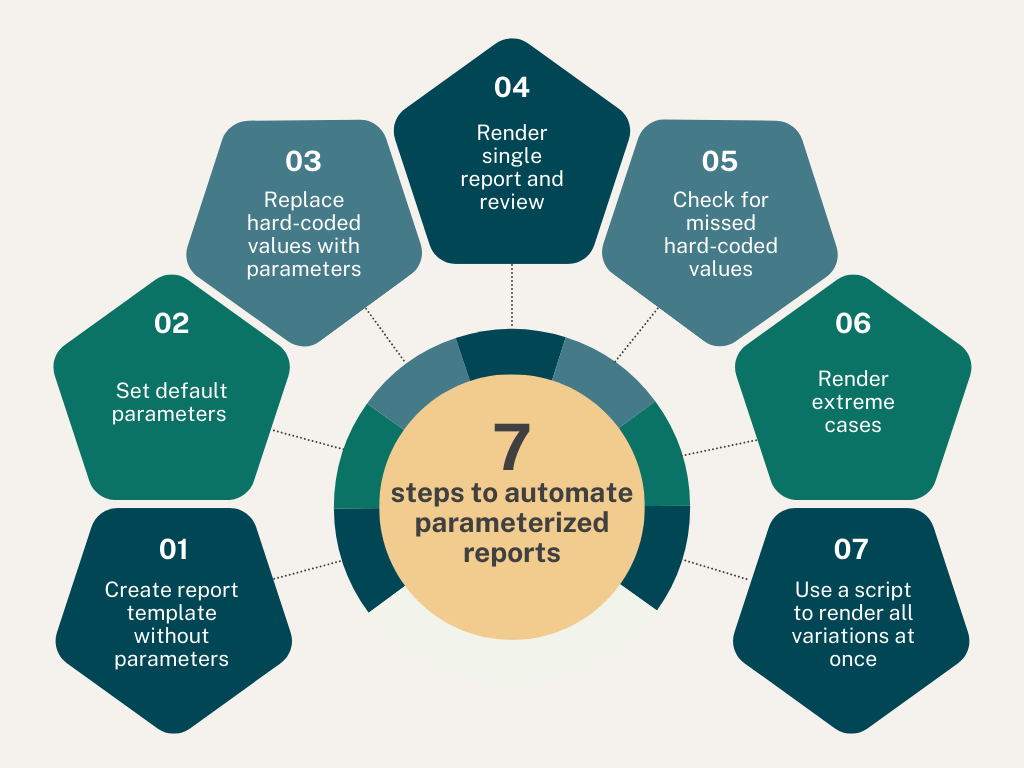 7
steps to automate
parameterized
reports
01
Create report
template
without
parameters
02
Set default
parameters
03
Replace
hard-coded
values with
parameters
04
Render
single
report and
review
05
Check for
missed
hard-coded
values
06
Render
extreme
cases
07
Use a script
to render all
variations at
once